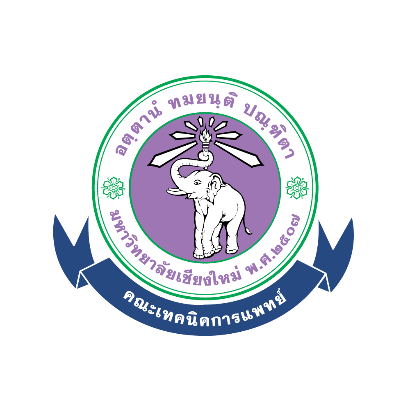 อตฺตานํ ทมยนฺติ ปณฺฑิตา
มหาวิทยาลัยเชียงใหม่ พ.ศ.๒๕๐๗
คณะเทคนิคการแพทย์